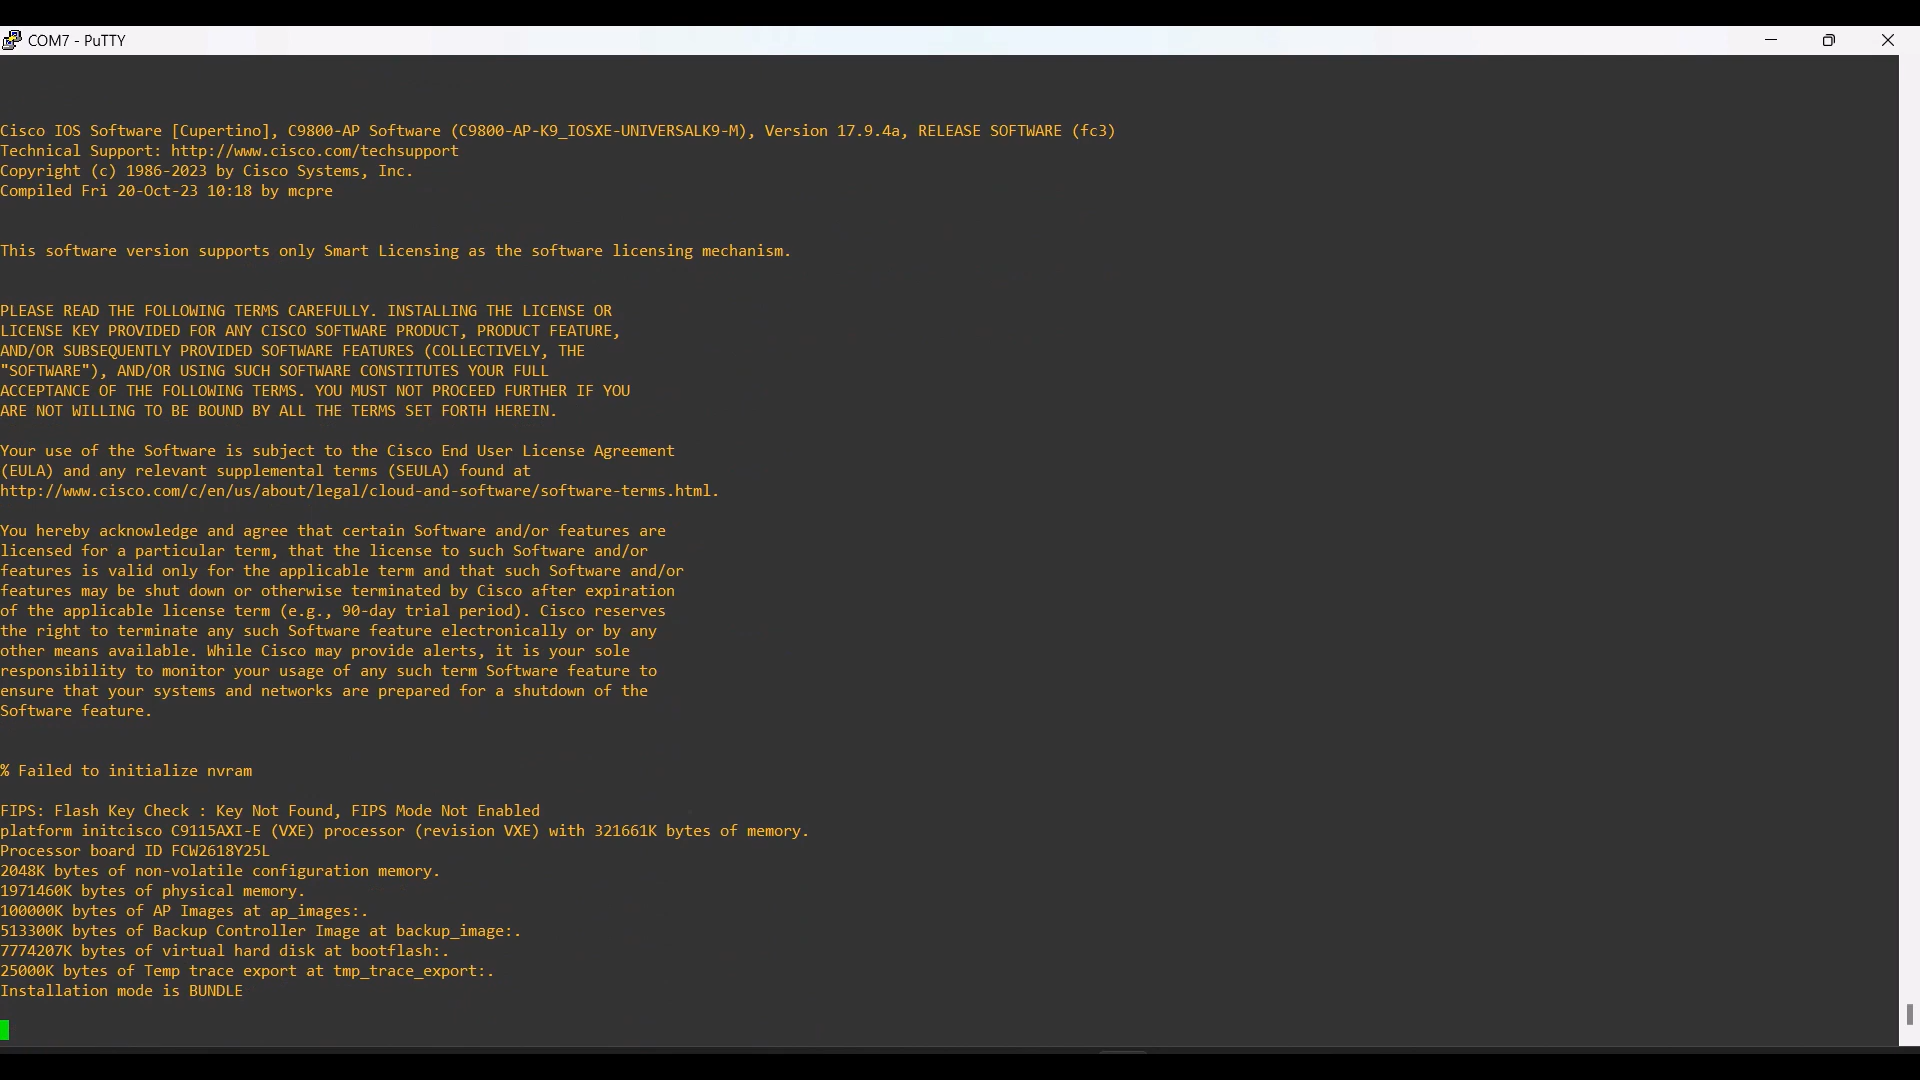 COM7 - PuTTY
Cisco IOS Software [Cupertino], C9800-AP Software (C9800-AP-K9_IOSXE-UNIVERSALK9-M), Version 17.9.4a, RELEASE SOFTWARE (fc3)
Technical Support: http://www.cisco.com/techsupport
Copyright (c) 1986-2023 by Cisco Systems, Inc.
Compiled Fri 20-Oct-23 10:18 by mcpre
This software version supports only Smart Licensing as the software licensing mechanism.
PLEASE READ THE FOLLOWING TERMS CAREFULLY. INSTALLING THE LICENSE OR
LICENSE KEY PROVIDED FOR ANY CISCO SOFTWARE PRODUCT, PRODUCT FEATURE,
AND/OR SUBSEQUENTLY PROVIDED SOFTWARE FEATURES (COLLECTIVELY, THE
"SOFTWARE"), AND/OR USING SUCH SOFTWARE CONSTITUTES YOUR FULL
ACCEPTANCE OF THE FOLLOWING TERMS. YOU MUST NOT PROCEED FURTHER IF YOU
ARE NOT WILLING TO BE BOUND BY ALL THE TERMS SET FORTH HEREIN.
Your use of the Software is subject to the Cisco End User License Agreement
(EULA) and any relevant supplemental terms (SEULA) found at
http://www.cisco.com/c/en/us/about/legal/cloud-and-software/software-terms.html.
You hereby acknowledge and agree that certain Software and/or features are
licensed for a particular term, that the license to such Software and/or
features is valid only for the applicable term and that such Software and/or
features may be shut down or otherwise terminated by Cisco after expiration
of the applicable license term (e.g., 90-day trial period). Cisco reserves
the right to terminate any such Software feature electronically or by any
other means available. While Cisco may provide alerts, it is your sole
responsibility to monitor your usage of any such term Software feature to
ensure that your systems and networks are prepared for a shutdown of the
Software feature.
% Failed to initialize nvram
FIPS: Flash Key Check : Key Not Found, FIPS Mode Not Enabled
platform initcisco C9115AXI-E (VXE) processor (revision VXE) with 321661K bytes of memory.
Processor board ID FCW2618Y25L
2048K bytes of non-volatile configuration memory.
1971460K bytes of physical memory.
100000K bytes of AP Images at ap_images:.
513300K bytes of Backup Controller Image at backup_image:.
7774207K bytes of virtual hard disk at bootflash:.
25000K bytes of Temp trace export at tmp_trace_export:.
Installation mode is BUNDLE